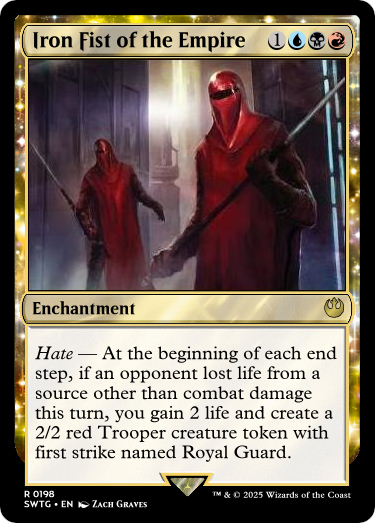 Iron Fist of the Empire 1
Enchantment
Hate — At the beginning of each end
step, if an opponent lost life from a
source other than combat damage
this turn, you gain 2 life and create a
2/2 red Trooper creature token with
first strike named Royal Guard.
R 0198
SWTG • EN Zach Graves
™ & © 2025 Wizards of the Coast